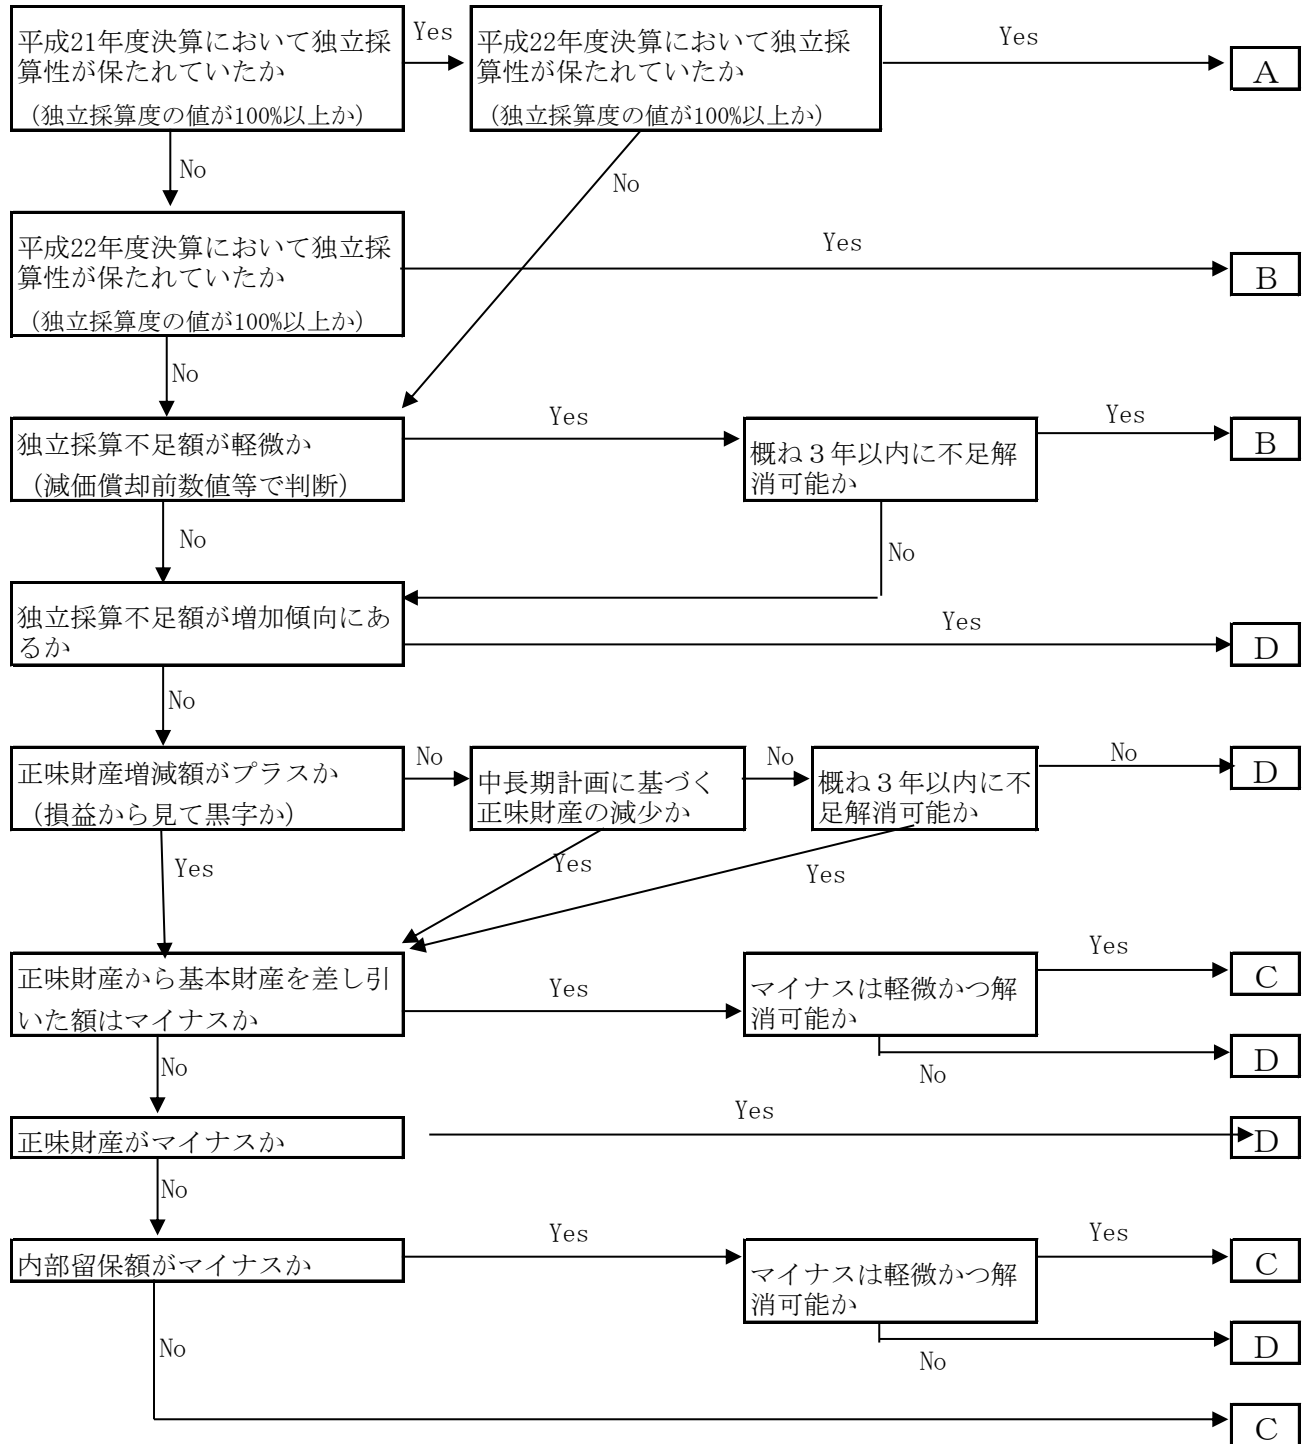 平成21年度決算において独立採
算性が保たれていたか
（独立採算度の値が100%以上か）
Yes
平成22年度決算において独立採
算性が保たれていたか
（独立採算度の値が100%以上か）
Yes
A
No
No
平成22年度決算において独立採
算性が保たれていたか
（独立採算度の値が100%以上か）
Yes
B
No
独立採算不足額が軽微か
（減価償却前数値等で判断）
Yes
概ね３年以内に不足解
消可能か
Yes
B
No
No
独立採算不足額が増加傾向にあ
るか
Yes
D
No
正味財産増減額がプラスか
（損益から見て黒字か）
No
中長期計画に基づく
正味財産の減少か
No
概ね３年以内に不
足解消可能か
No
D
Yes
Yes
Yes
正味財産から基本財産を差し引
いた額はマイナスか
Yes
マイナスは軽微かつ解
消可能か
Yes
C
No
D
No
正味財産がマイナスか
Yes
D
No
内部留保額がマイナスか
Yes
マイナスは軽微かつ解
消可能か
Yes
C
No
D
No
C